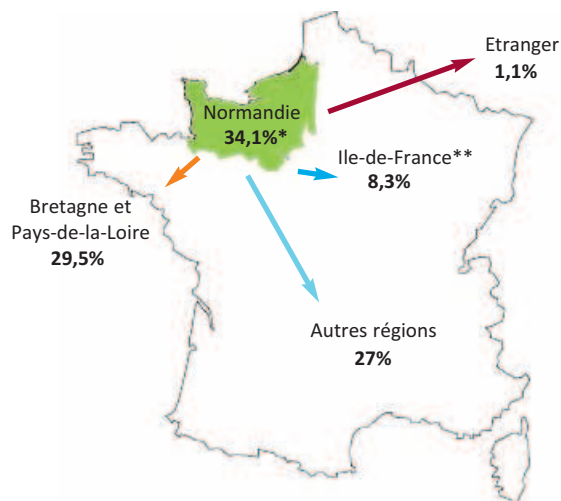 Etranger
1,1%
Normandie
34,1%*
Ile-de-France**
8,3%
Bretagne et
Pays-de-la-Loire
29,5%
Autres régions
27%